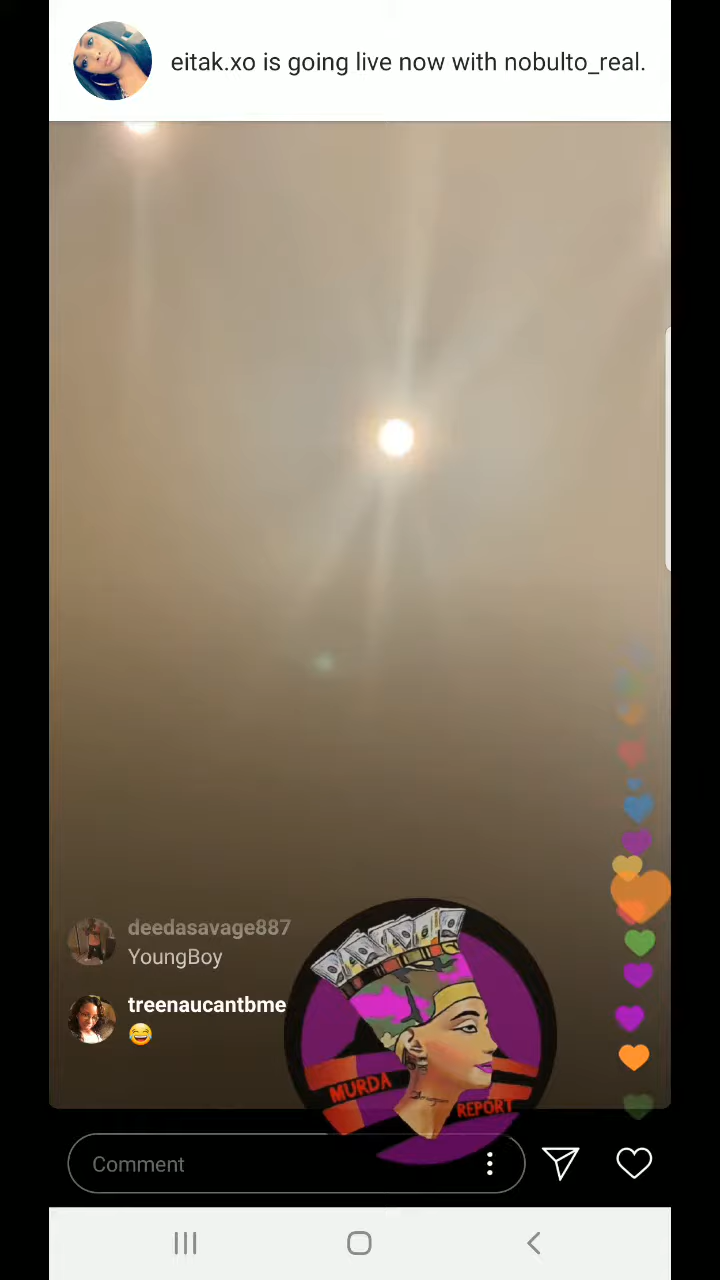 eitak.xo is going live now with nobulto_real.
deedasavage887
YoungBoy
treenaucantbme
😂
MURDA
REPORT
Comment